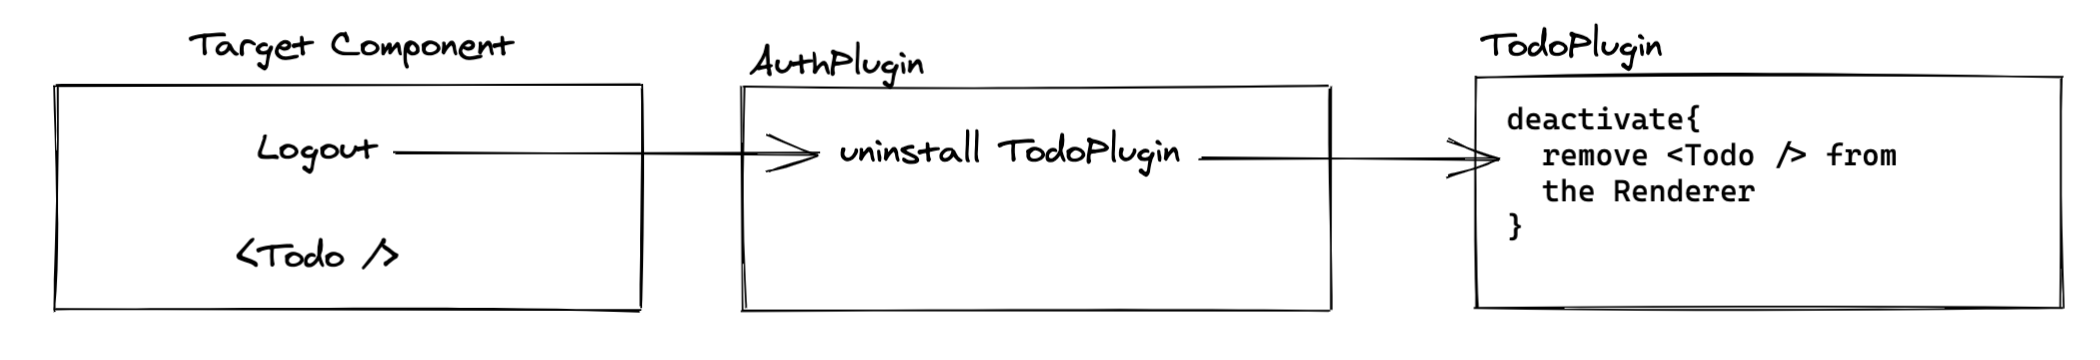 Target Component
Logout
<Todo />
AuthPlugin
uninstall TodoPlugin
TodoPlugin
deactivate{
remove <Todo /> from
the Renderer
}